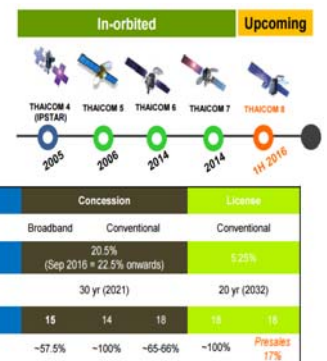 In-orbited Upcoming
THAICOM 4 THAICOM 5 THAICOM 6 THAICOM 7 THAICOM 8
(IPSTAR)
2005 2006 2014 2014 1H 2016
Concession License
Broadband Conventional Conventional
20.5% 5.25%
(Sep 2016 = 22.5% onwards)
30 yr (2021) 20 yr (2032)
15 14 18 18 16
~57.5% ~100% ~65-66% ~100% Presales
17%